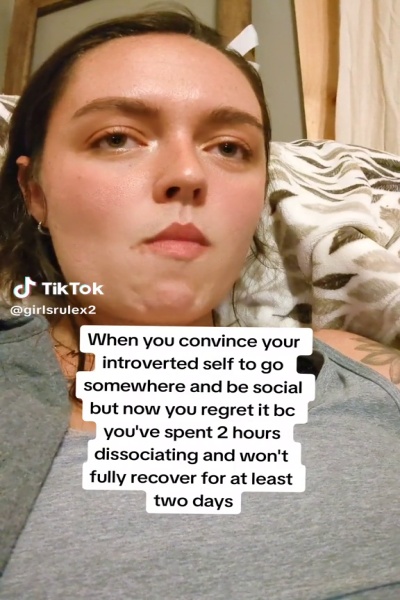 TikTok
@girlsrulex2
When you convince your
introverted self to go
somewhere and be social
but now you regret it bc
you've spent 2 hours
dissociating and won't
fully recover for at least
two days